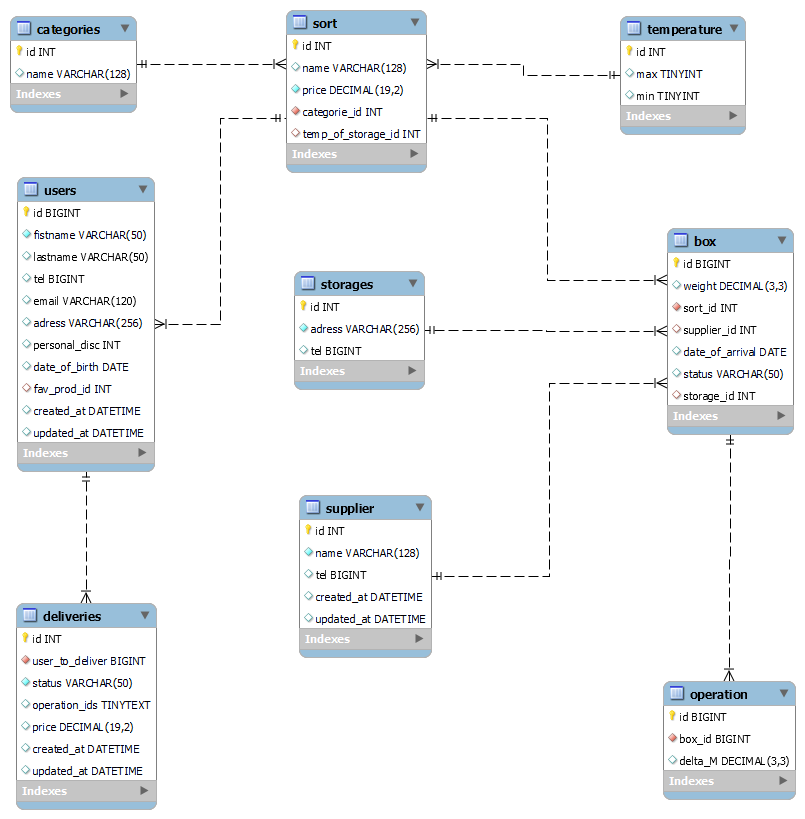 categories
id INT
name VARCHAR(128)
Indexes
sort
id INT
name VARCHAR(128)
price DECIMAL(19,2)
categorie_id INT
temp_of_storage_id INT
Indexes
temperature
id INT
max TINYINT
min TINYINT
Indexes
users
id BIGINT
fistname VARCHAR(50)
lastname VARCHAR(50)
tel BIGINT
email VARCHAR(120)
adress VARCHAR(256)
personal_disc INT
date_of_birth DATE
fav_prod_id INT
created_at DATETIME
updated_at DATETIME
Indexes
storages
id INT
adress VARCHAR(256)
tel BIGINT
Indexes
box
id BIGINT
weight DECIMAL(3,3)
sort_id INT
supplier_id INT
date_of_arrival DATE
status VARCHAR(50)
storage_id INT
Indexes
supplier
id INT
name VARCHAR(128)
tel BIGINT
created_at DATETIME
updated_at DATETIME
Indexes
deliveries
id INT
user_to_deliver BIGINT
status VARCHAR(50)
operation_ids TINYTEXT
price DECIMAL(19,2)
created_at DATETIME
updated_at DATETIME
Indexes
operation
id BIGINT
box_id BIGINT
delta_M DECIMAL(3,3)
Indexes